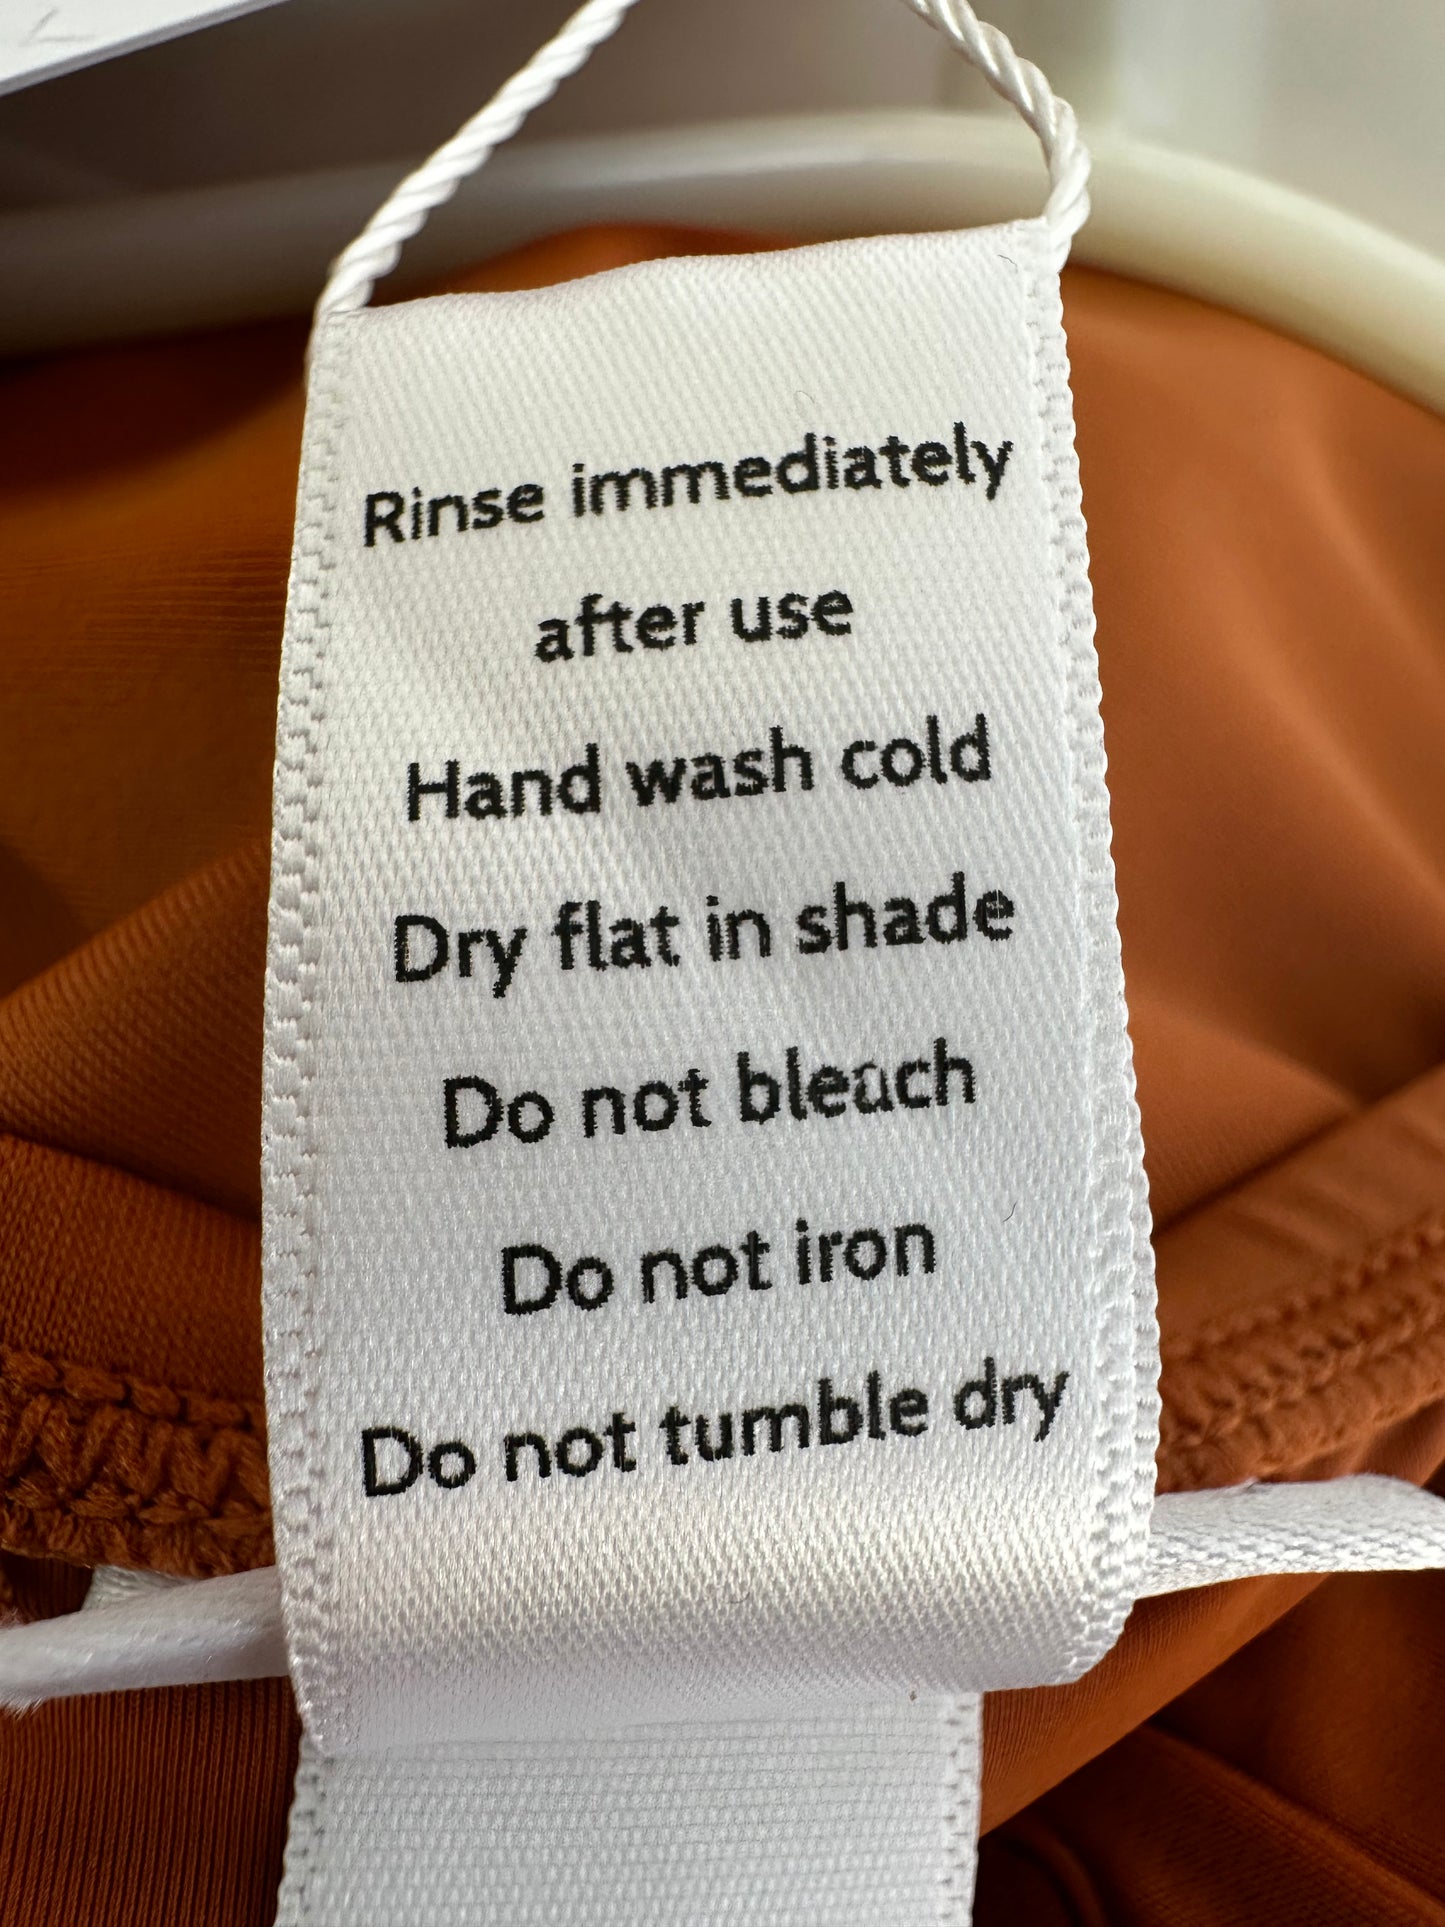 Rinse immediately
after use
Hand wash cold
Dry flat in shade
Do not bleach
Do not iron
Do not tumble dry